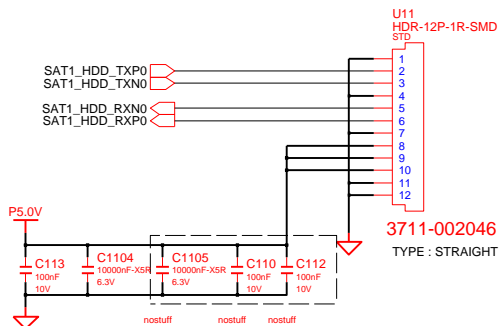 U11
HDR-12P-1R-SMD
STD
1
SAT1_HDD_TXP0 2
SAT1_HDD_TXN0 3
4
SAT1_HDD_RXN0 5
SAT1_HDD_RXP0 6
7
8
9
10
11
12
3711-002046
TYPE : STRAIGHT
P5.0V
C113 C1104 C1105 C110 C112
100nF 10000nF-X5R 10000nF-X5R 100nF 100nF
10V 6.3V 6.3V 10V 10V
nostuff nostuff nostuff